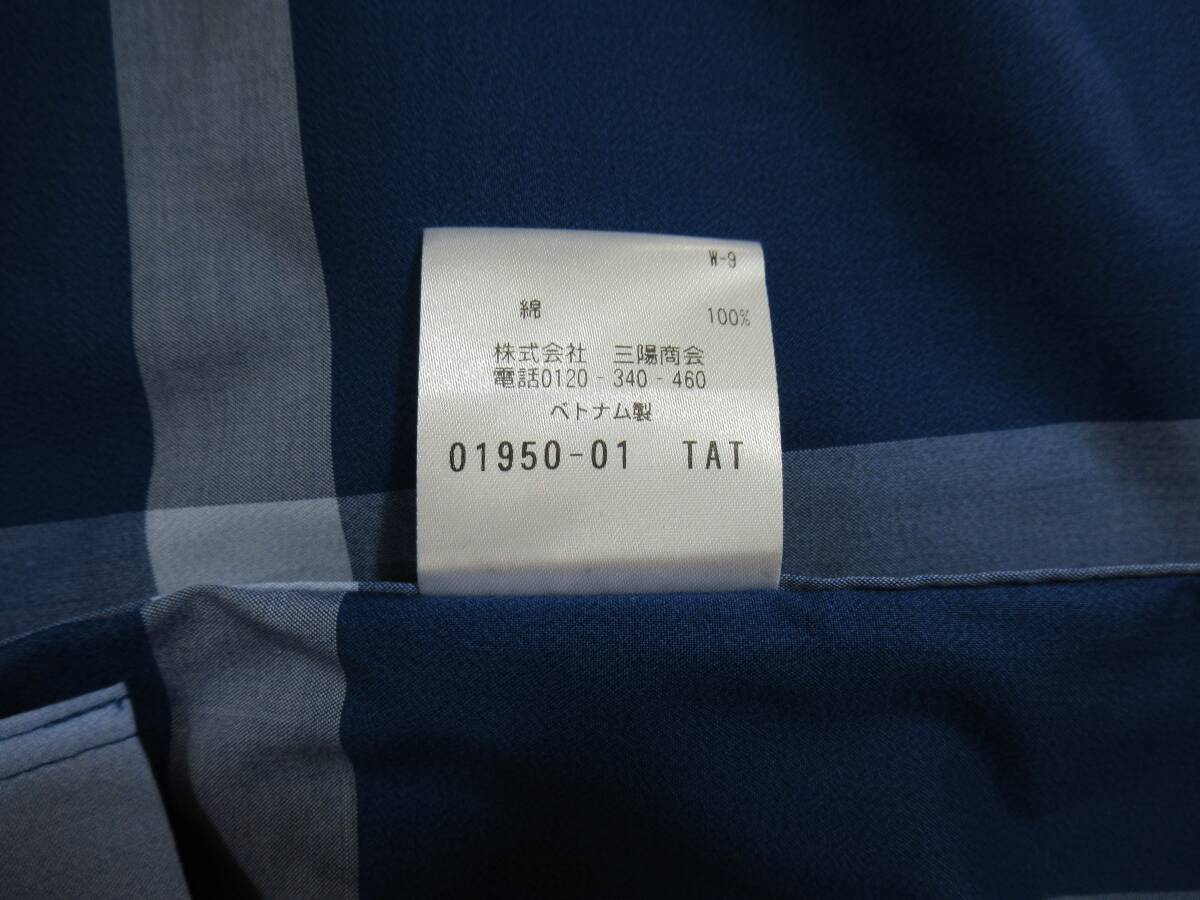 W-9
綿 100%
株式会社 三陽商会
電話0120-340-460
ベトナム製
01950-01 TAT